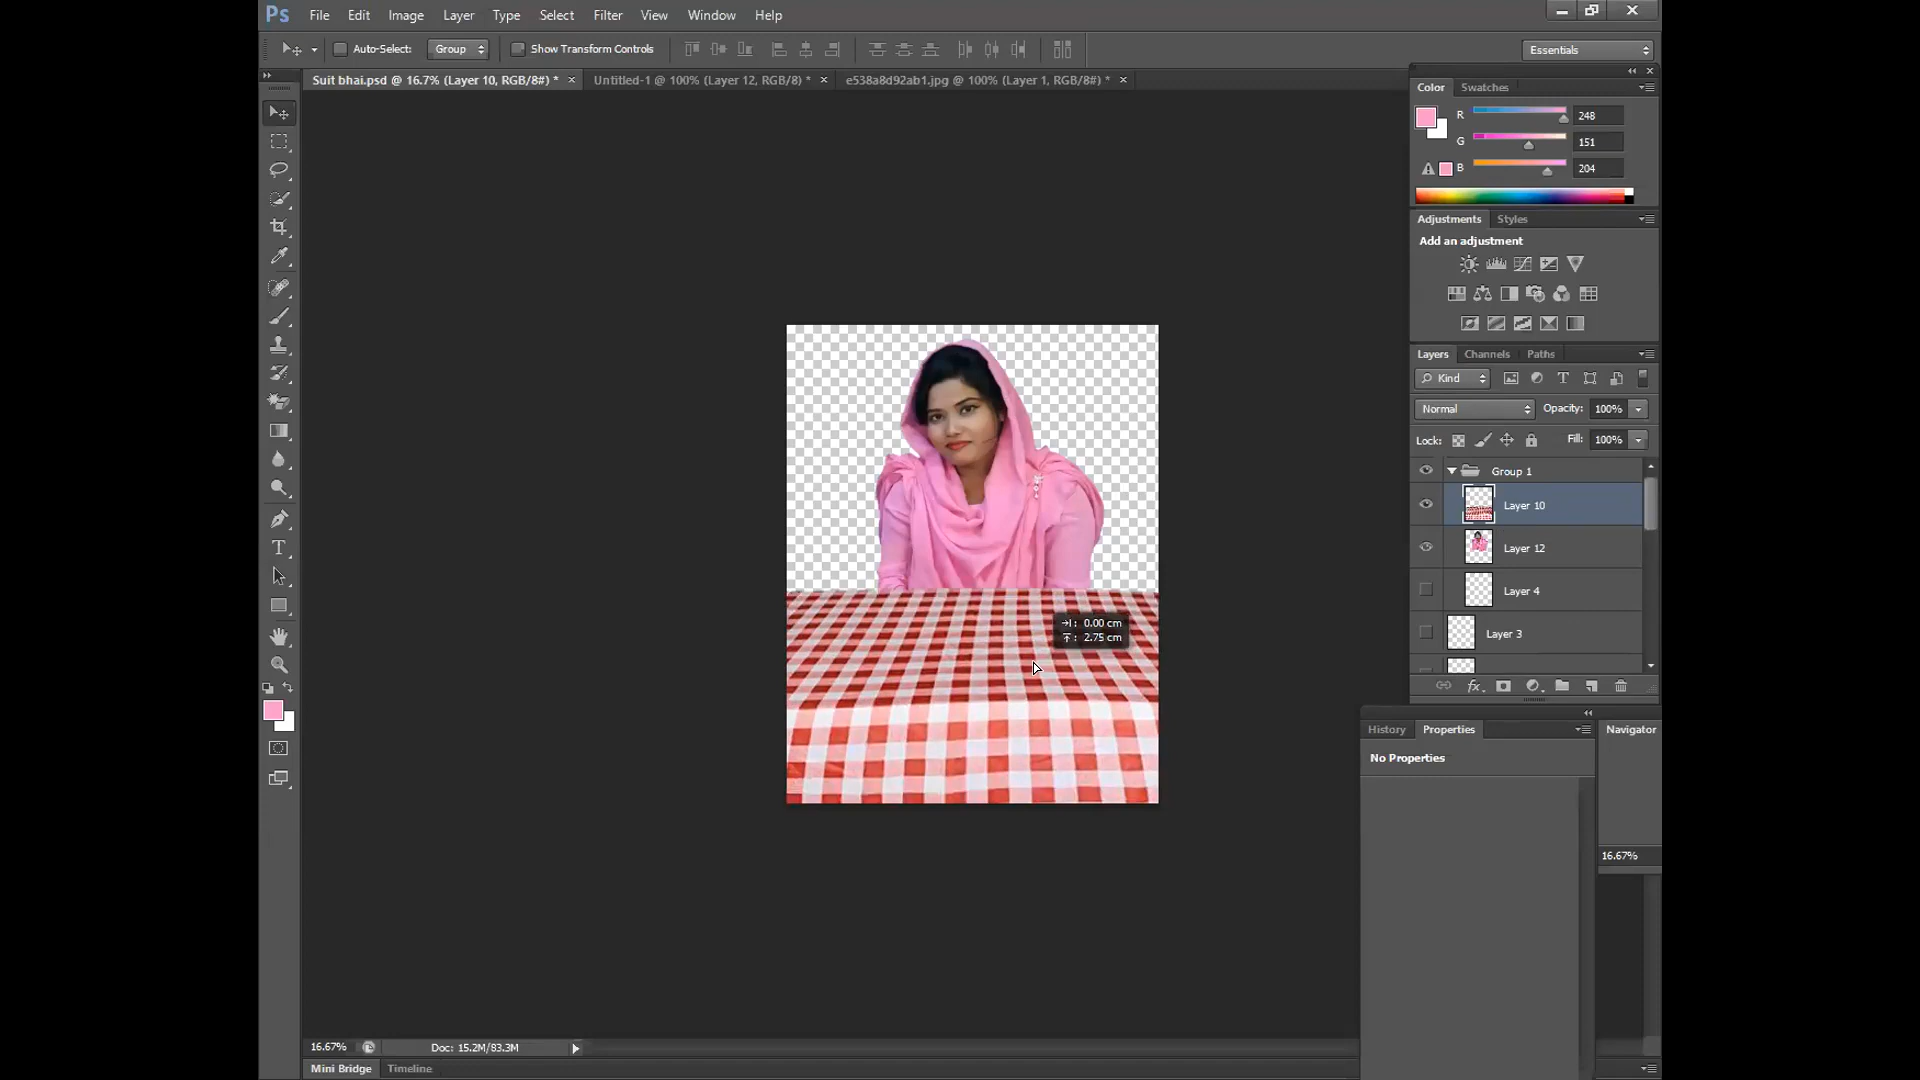 Ps File Edit Image Layer Type Select Filter View Window Help
Auto-Select: Group Show Transform Controls Essentials
Suit bhai.psd @ 16.7% (Layer 10, RGB/8#) * × Untitled-1 @ 100% (Layer 12, RGB/8) * × e538a8d92ab1.jpg @ 100% (Layer 1, RGB/8#) * ×
Color Swatches
R 248
G 151
B 204
Adjustments Styles
Add an adjustment
Layers Channels Paths
Kind
Normal Opacity: 100%
Lock: Fill: 100%
Group 1
Layer 10
Layer 12
Layer 4
Layer 3
0.00 cm
2.75 cm
History Properties Navigator
No Properties
16.67%
16.67% Doc: 15.2M/83.3M
Mini Bridge Timeline